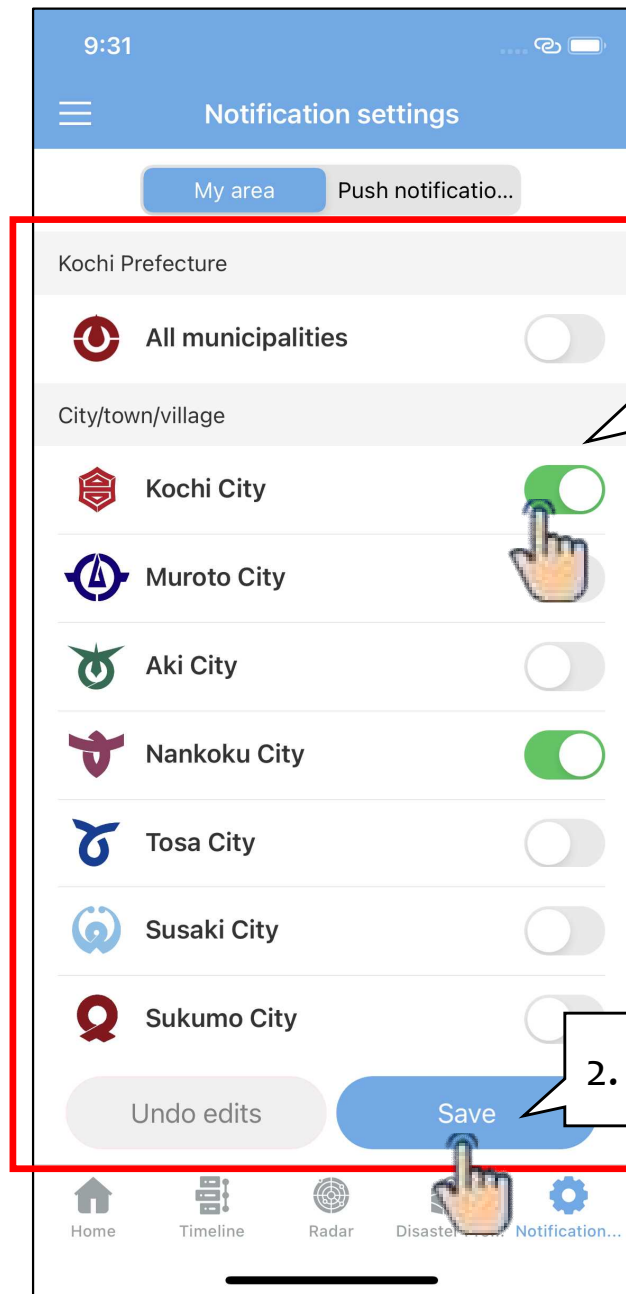 9:31
Notification settings
My area Push notificatio...
Kochi Prefecture
All municipalities
City/town/village
Kochi City
Muroto City
Aki City
Nankoku City
Tosa City
Susaki City
Sukumo City
2.
Undo edits Save
Home Timeline Radar Disaster Notification...